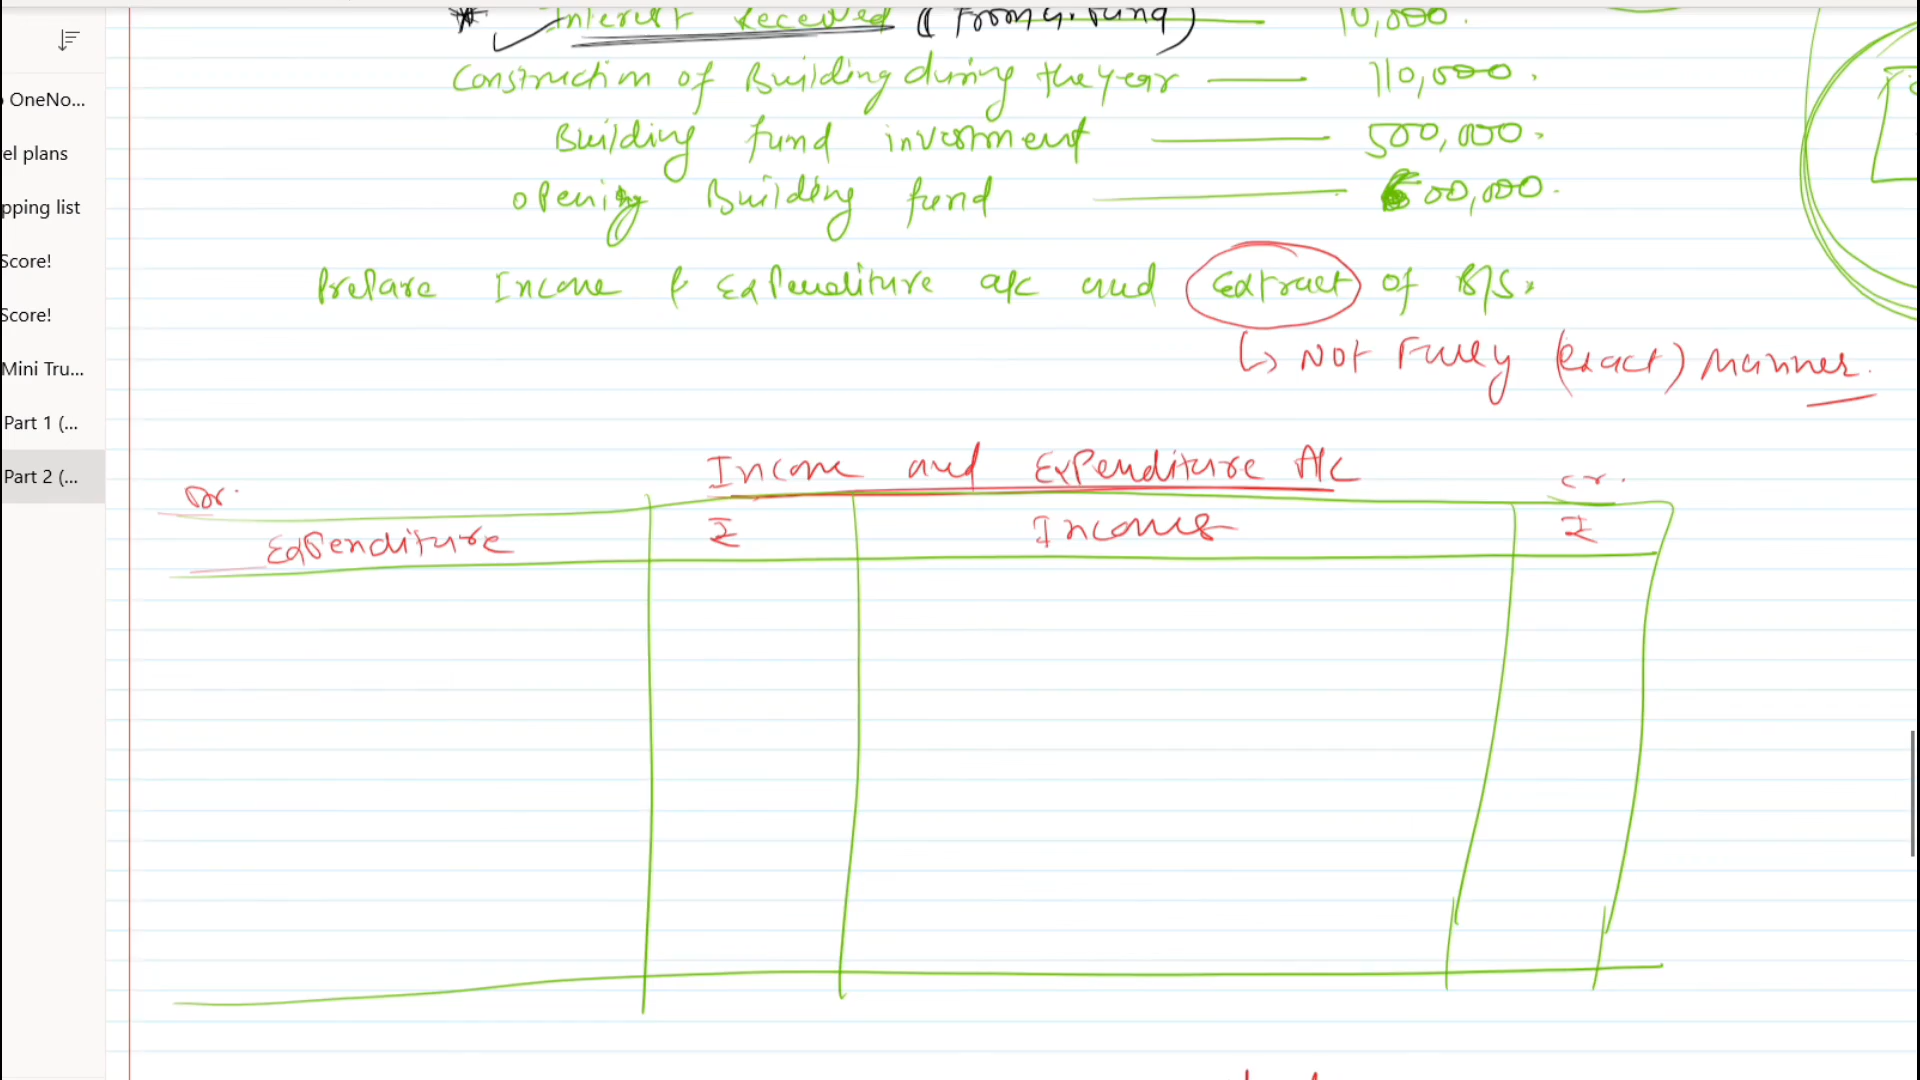 * Interest Received (From G. Fund) 10,000.
OneNo...
Construction of Building during the year — 110,000.
el plans
Building fund investment — 500,000.
pping list
opening Building fund — 600,000.
Score!
Prepare Income & Expenditure a/c and Extract of B/S.
Score!
↳ Not Fully (exact) Manner.
Mini Tru...
Part 1 (...
Part 2 (...
Income and Expenditure A/c
Dr. Cr.
Expenditure ₹ Incomes ₹